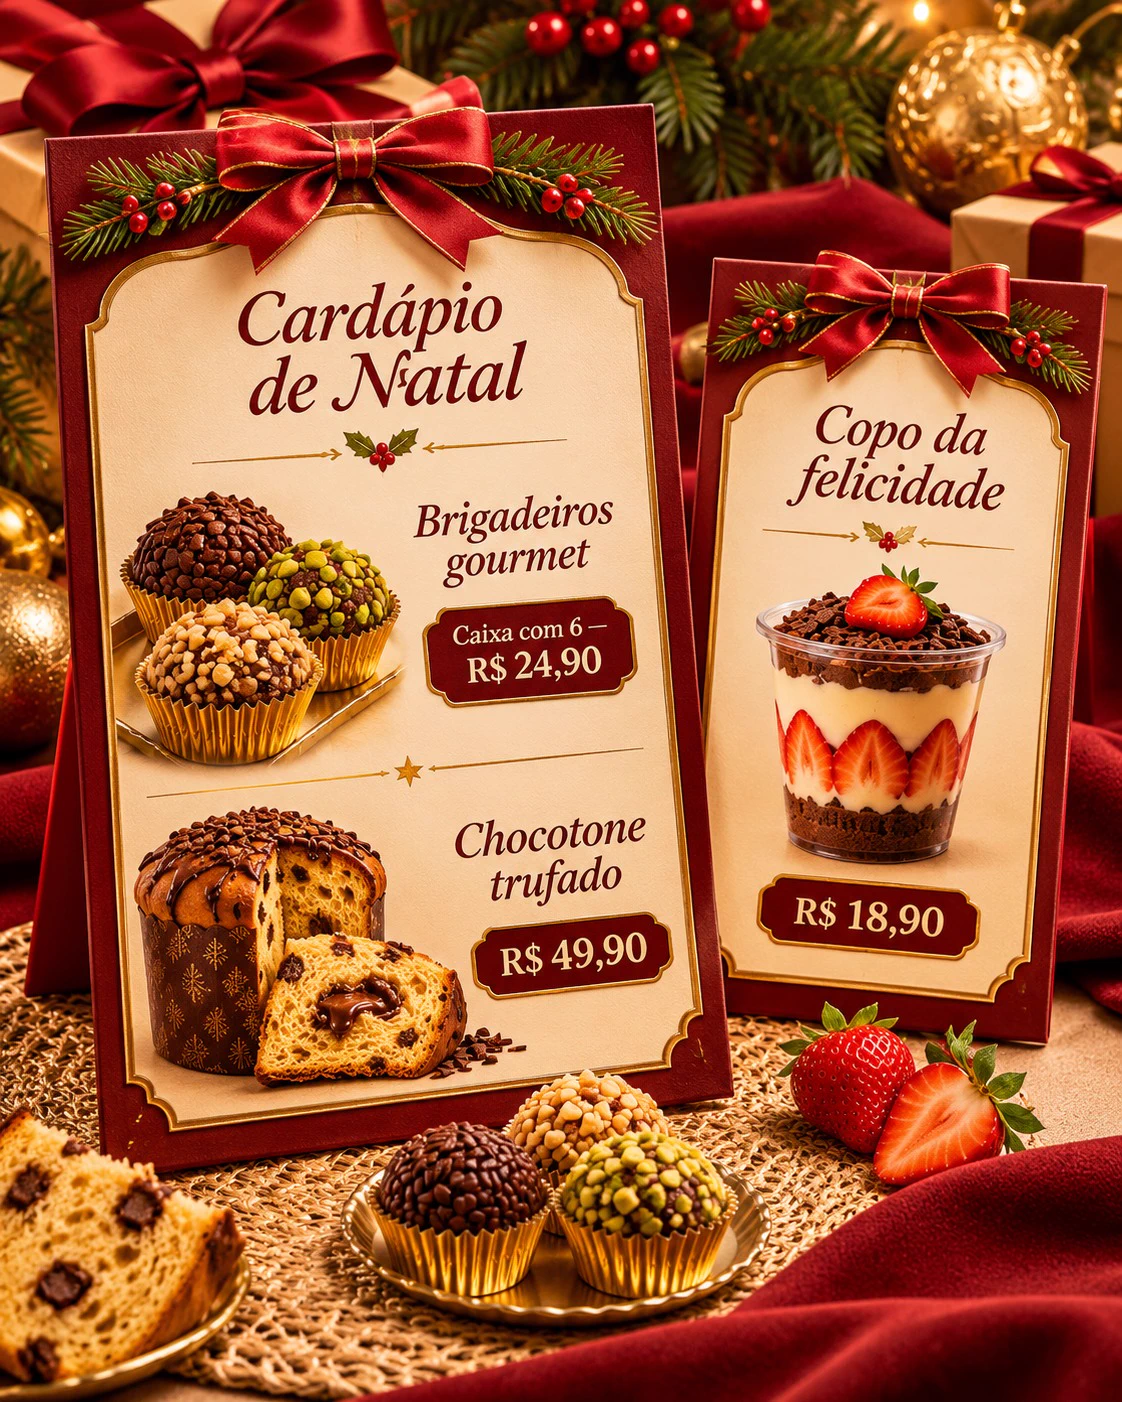 Cardápio
de Natal
Brigadeiros
gourmet
Caixa com 6 —
R$ 24,90
Chocotone
trufado
R$ 49,90
Copo da
felicidade
R$ 18,90